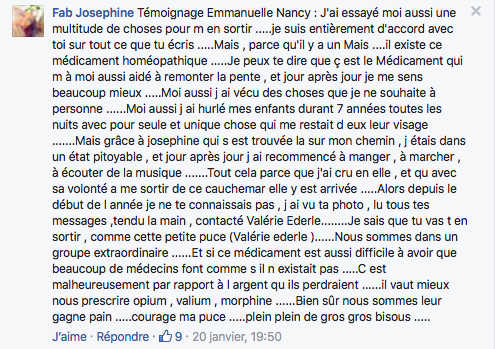 Fab Josephine Témoignage Emmanuelle Nancy : J'ai essayé moi aussi une
multitude de choses pour m en sortir .....je suis entièrement d'accord avec
toi sur tout ce que tu écris .....Mais , parce qu'il y a un Mais ....il existe ce
médicament homéopathique .....Je peux te dire que ç est le Médicament qui
m à moi aussi aidé à remonter la pente , et jour après jour je me sens
beaucoup mieux .....Moi aussi j ai vécu des choses que je ne souhaite à
personne ......Moi aussi j ai hurlé mes enfants durant 7 années toutes les
nuits avec pour seule et unique chose qui me restait d eux leur visage
.......Mais grâce à josephine qui s est trouvée la sur mon chemin , j étais dans
un état pitoyable , et jour après jour j ai recommencé à manger , à marcher ,
à écouter de la musique .......Tout cela parce que j'ai cru en elle , et qu avec
sa volonté a me sortir de ce cauchemar elle y est arrivée .....Alors depuis le
début de l année je ne te connaissais pas , j ai vu ta photo , lu tous tes
messages ,tendu la main , contacté Valérie Ederle........Je sais que tu vas t en
sortir , comme cette petite puce (Valérie ederle )......Nous sommes dans un
groupe extraordinaire ......Et si ce médicament est aussi difficile à avoir que
beaucoup de médecins font comme s il n existait pas .....C est
malheureusement par rapport à l argent qu ils perdraient ......il vaut mieux
nous prescrire opium , valium , morphine ......Bien sûr nous sommes leur
gagne pain .....courage ma puce .....plein plein de gros gros bisous .....
J'aime · Répondre · 9 · 20 janvier, 19:50